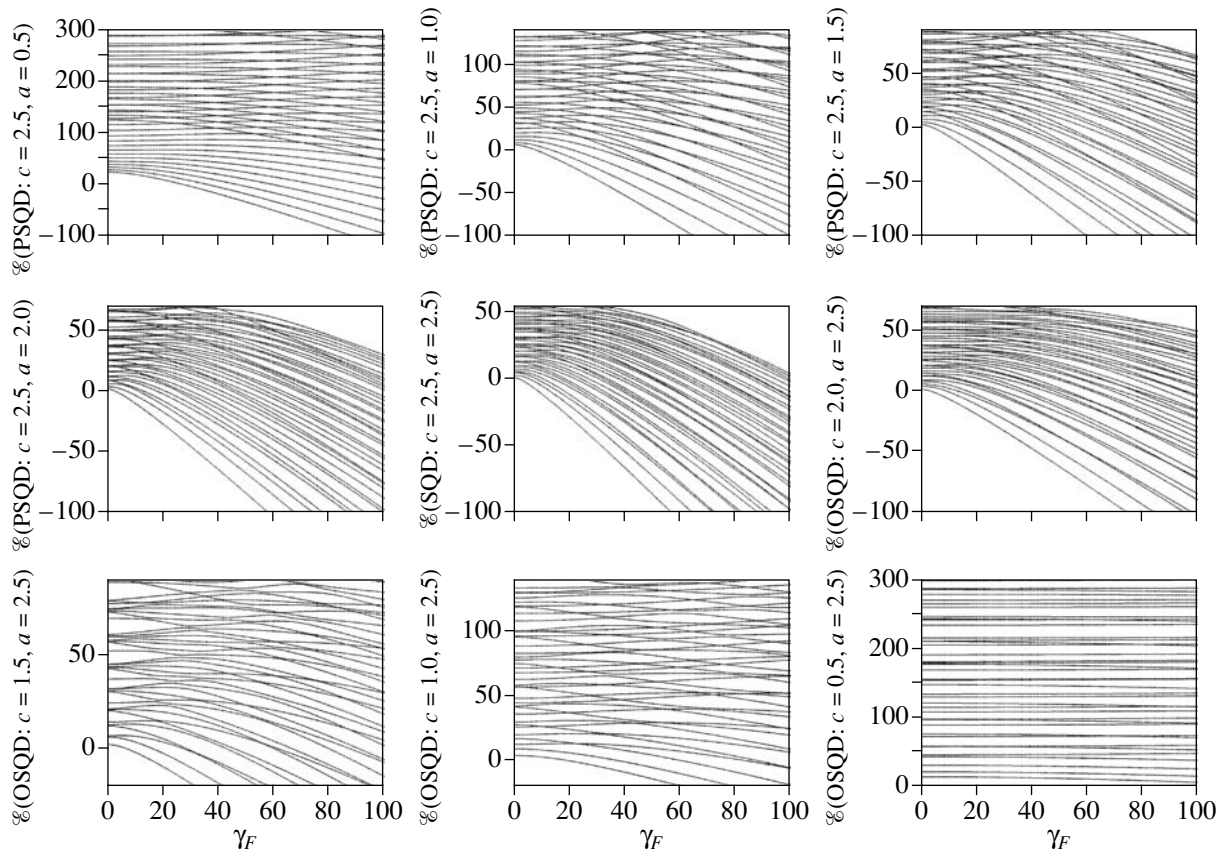 ℰ(PSQD: c = 2.5, a = 0.5)
300
200
100
0
−100
ℰ(PSQD: c = 2.5, a = 1.0)
100
50
0
−50
−100
ℰ(PSQD: c = 2.5, a = 1.5)
50
0
−50
−100
ℰ(PSQD: c = 2.5, a = 2.0)
50
0
−50
−100
ℰ(SQD: c = 2.5, a = 2.5)
50
0
−50
−100
ℰ(OSQD: c = 2.0, a = 2.5)
50
0
−50
−100
ℰ(OSQD: c = 1.5, a = 2.5)
50
0
0 20 40 60 80 100
γF
ℰ(OSQD: c = 1.0, a = 2.5)
100
50
0
0 20 40 60 80 100
γF
ℰ(OSQD: c = 0.5, a = 2.5)
300
200
100
0
0 20 40 60 80 100
γF